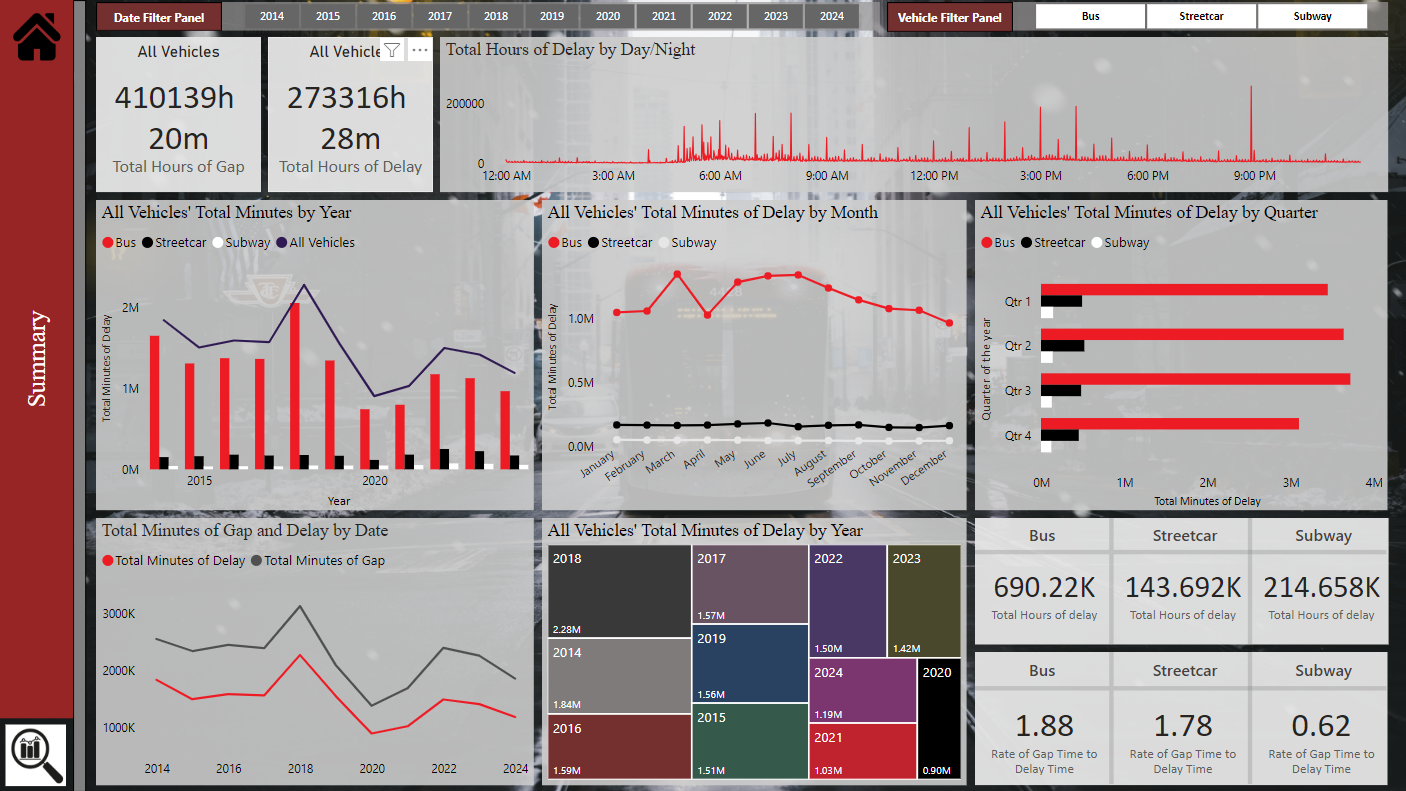 Date Filter Panel
2014
2015
2016
2017
2018
2019
2020
2021
2022
2023
2024
Vehicle Filter Panel
Bus
Streetcar
Subway
Summary
All Vehicles
410139h
20m
Total Hours of Gap
All Vehicle
273316h
28m
Total Hours of Delay
Total Hours of Delay by Day/Night
200000
0
12:00 AM
3:00 AM
6:00 AM
9:00 AM
12:00 PM
3:00 PM
6:00 PM
9:00 PM
All Vehicles' Total Minutes by Year
Bus Streetcar Subway All Vehicles
Total Minutes of Delay
2M
1M
0M
2015
2020
Year
All Vehicles' Total Minutes of Delay by Month
Bus Streetcar Subway
Total Minutes of Delay
1.0M
0.5M
0.0M
January
February
March
April
May
June
July
August
September
October
November
December
All Vehicles' Total Minutes of Delay by Quarter
Bus Streetcar Subway
Quarter of the year
Qtr 1
Qtr 2
Qtr 3
Qtr 4
0M
1M
2M
3M
4M
Total Minutes of Delay
Total Minutes of Gap and Delay by Date
Total Minutes of Delay Total Minutes of Gap
3000K
2000K
1000K
2014
2016
2018
2020
2022
2024
All Vehicles' Total Minutes of Delay by Year
2018
2.28M
2014
1.84M
2016
1.59M
2017
1.57M
2019
1.56M
2015
1.51M
2022
1.50M
2023
1.42M
2024
1.19M
2021
1.03M
2020
0.90M
Bus
690.22K
Total Hours of delay
Streetcar
143.692K
Total Hours of delay
Subway
214.658K
Total Hours of delay
Bus
1.88
Rate of Gap Time to
Delay Time
Streetcar
1.78
Rate of Gap Time to
Delay Time
Subway
0.62
Rate of Gap Time to
Delay Time